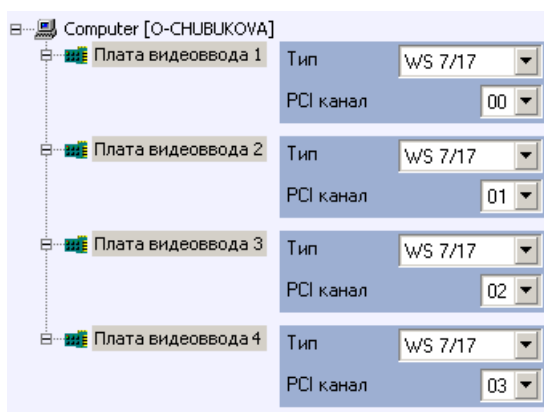 Computer [O-CHUBUKOVA]
Плата видеоввода 1 Тип WS 7/17
PCI канал 00
Плата видеоввода 2 Тип WS 7/17
PCI канал 01
Плата видеоввода 3 Тип WS 7/17
PCI канал 02
Плата видеоввода 4 Тип WS 7/17
PCI канал 03